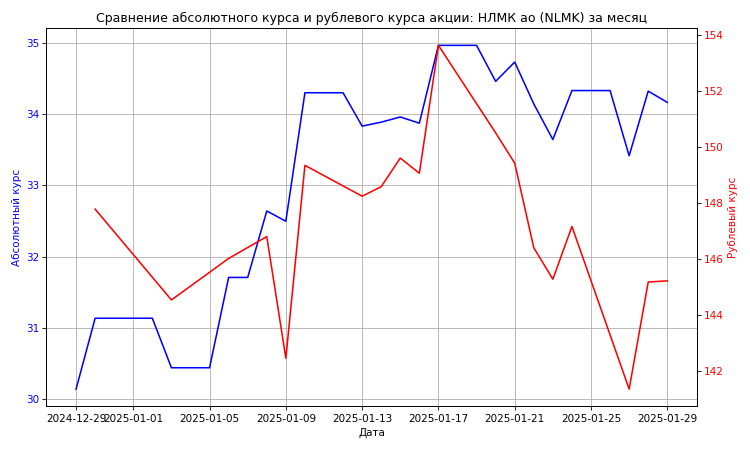 Сравнение абсолютного курса и рублевого курса акции: НЛМК ао (NLMK) за месяц
Абсолютный курс
35
34
33
32
31
30
154
152
150
148
146
144
142
Рублевый курс
2024-12-29 2025-01-01 2025-01-05 2025-01-09 2025-01-13 2025-01-17 2025-01-21 2025-01-25 2025-01-29
Дата